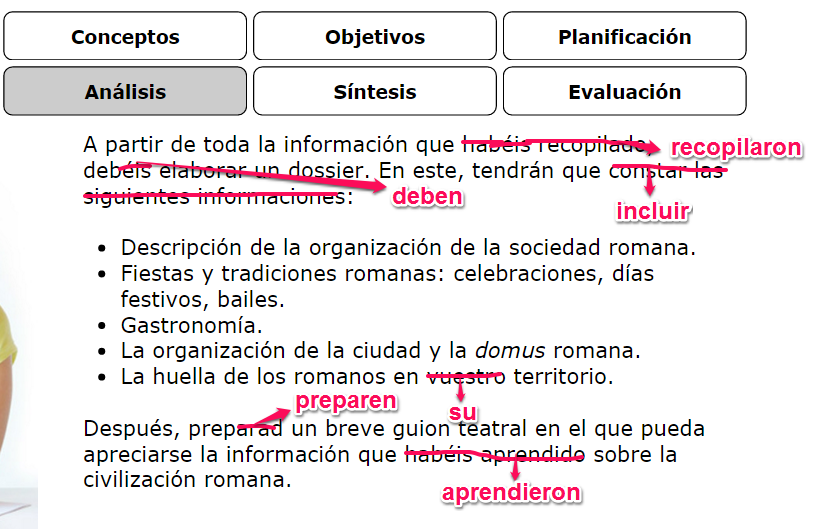 Conceptos Objetivos Planificación
Análisis Síntesis Evaluación
A partir de toda la información que habéis recopilado, recopilaron
debéis elaborar un dossier. En este, tendrán que constar las
siguientes informaciones: deben incluir
• Descripción de la organización de la sociedad romana.
• Fiestas y tradiciones romanas: celebraciones, días
festivos, bailes.
• Gastronomía.
• La organización de la ciudad y la domus romana.
• La huella de los romanos en vuestro territorio.
preparen su
Después, preparad un breve guion teatral en el que pueda
apreciarse la información que habéis aprendido sobre la
civilización romana. aprendieron